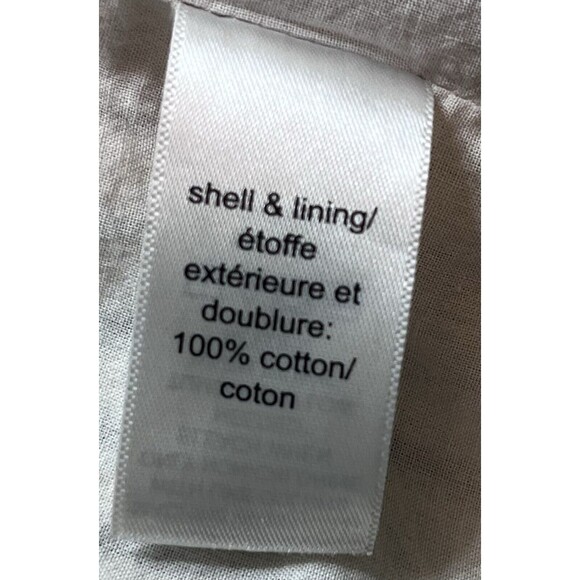 shell & lining/
étoffe
extérieure et
doublure:
100% cotton/
coton